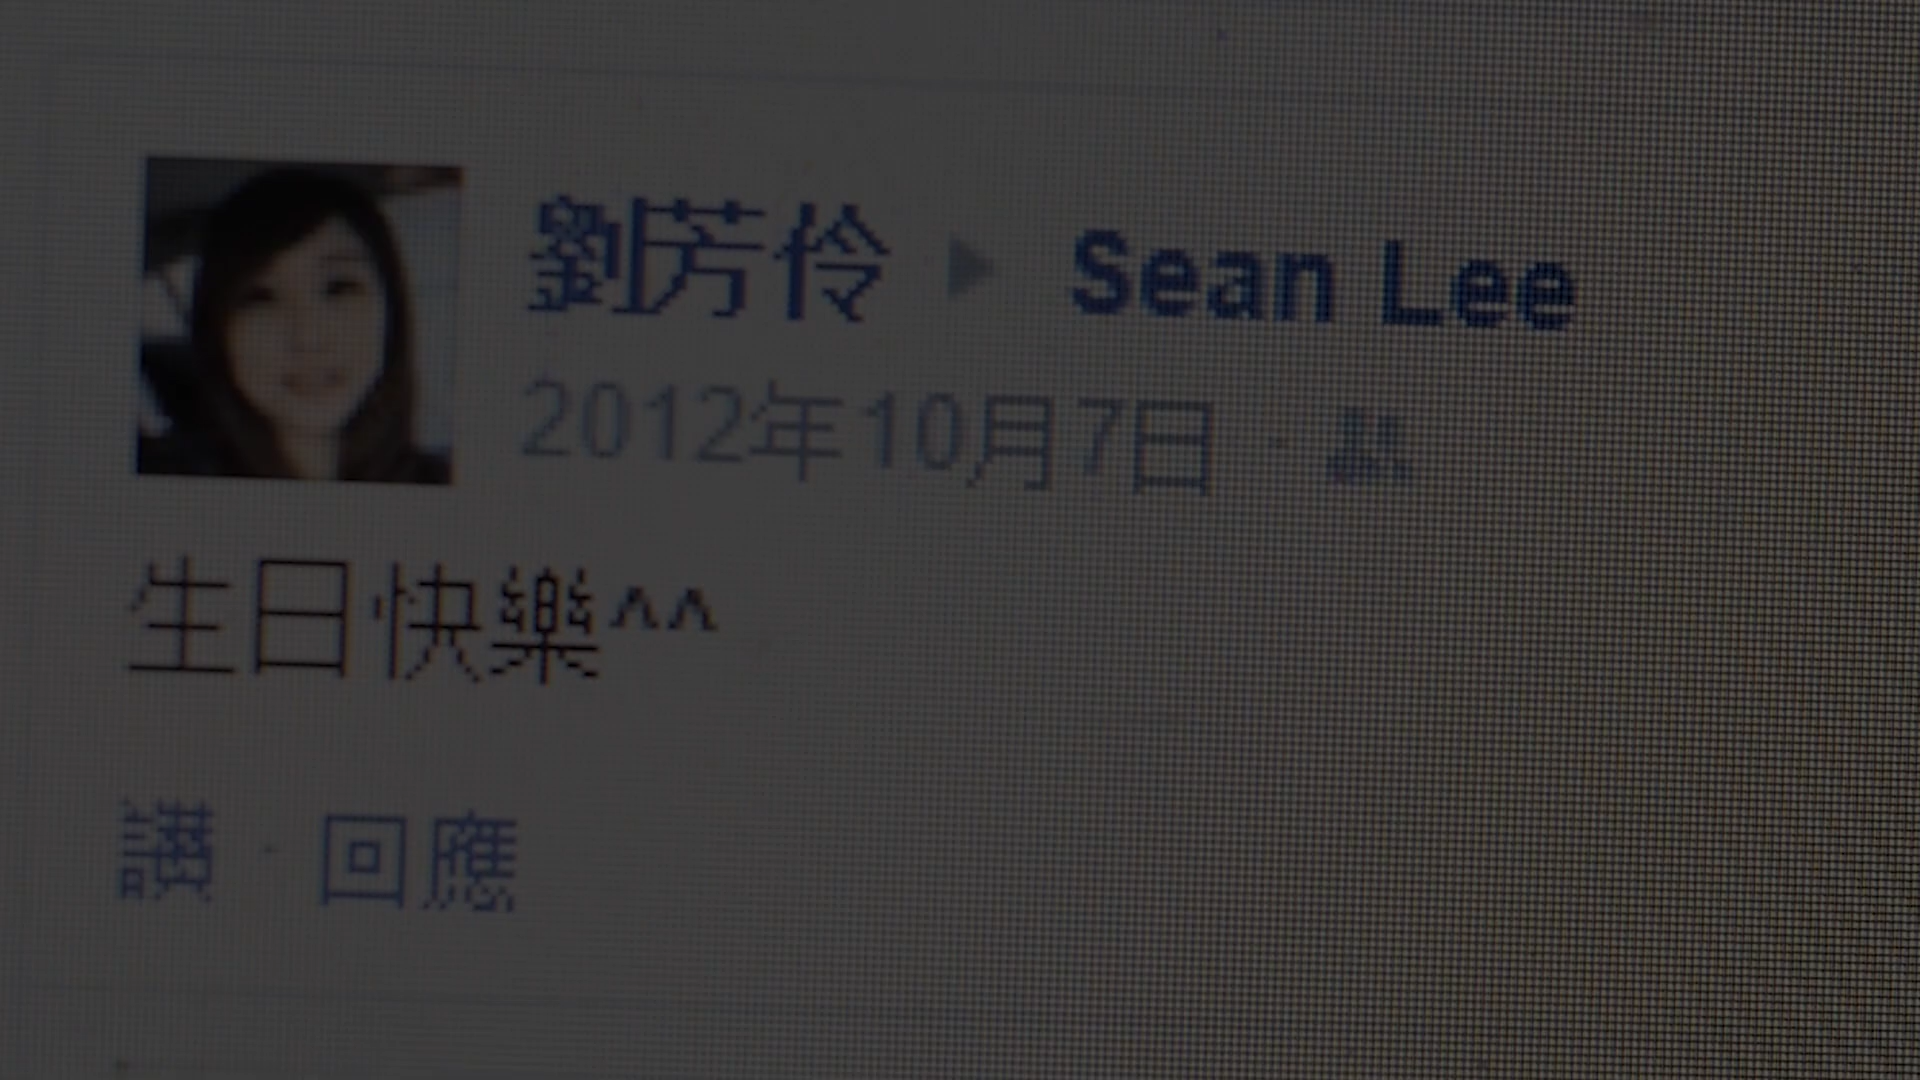 劉芳伶 ▶ Sean Lee
2012年10月7日 ·
生日快樂^^
讚 · 回應